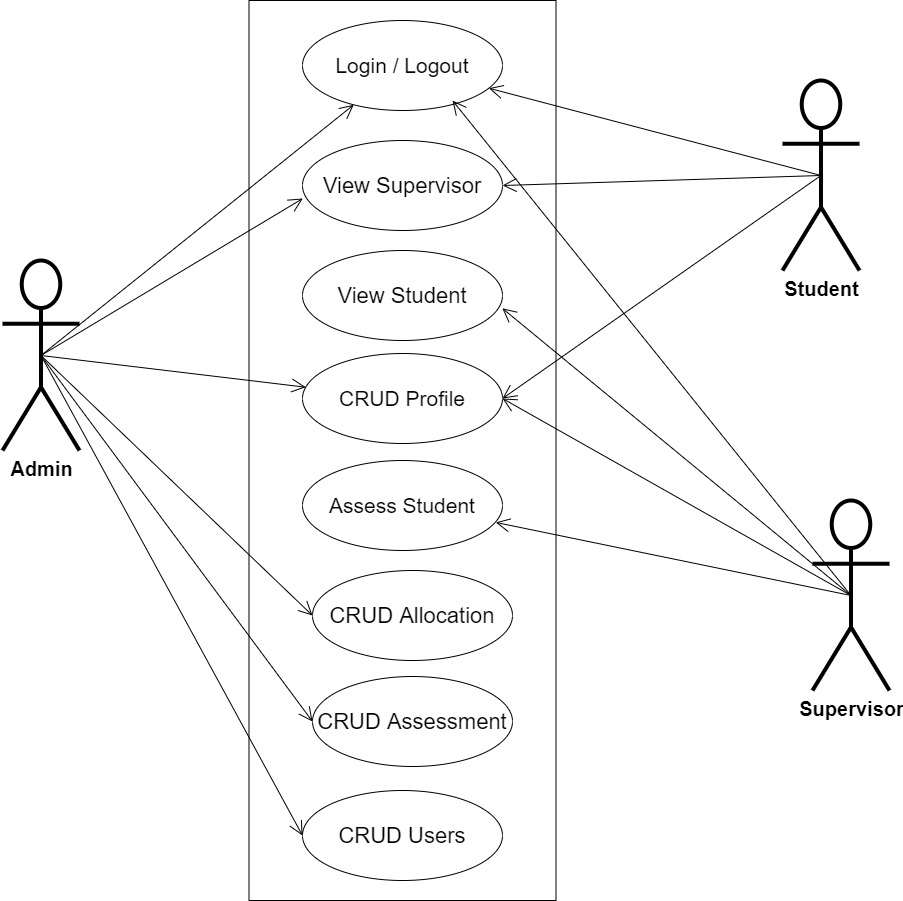 Login / Logout
View Supervisor
View Student
CRUD Profile
Assess Student
CRUD Allocation
CRUD Assessment
CRUD Users
Admin
Student
Supervisor